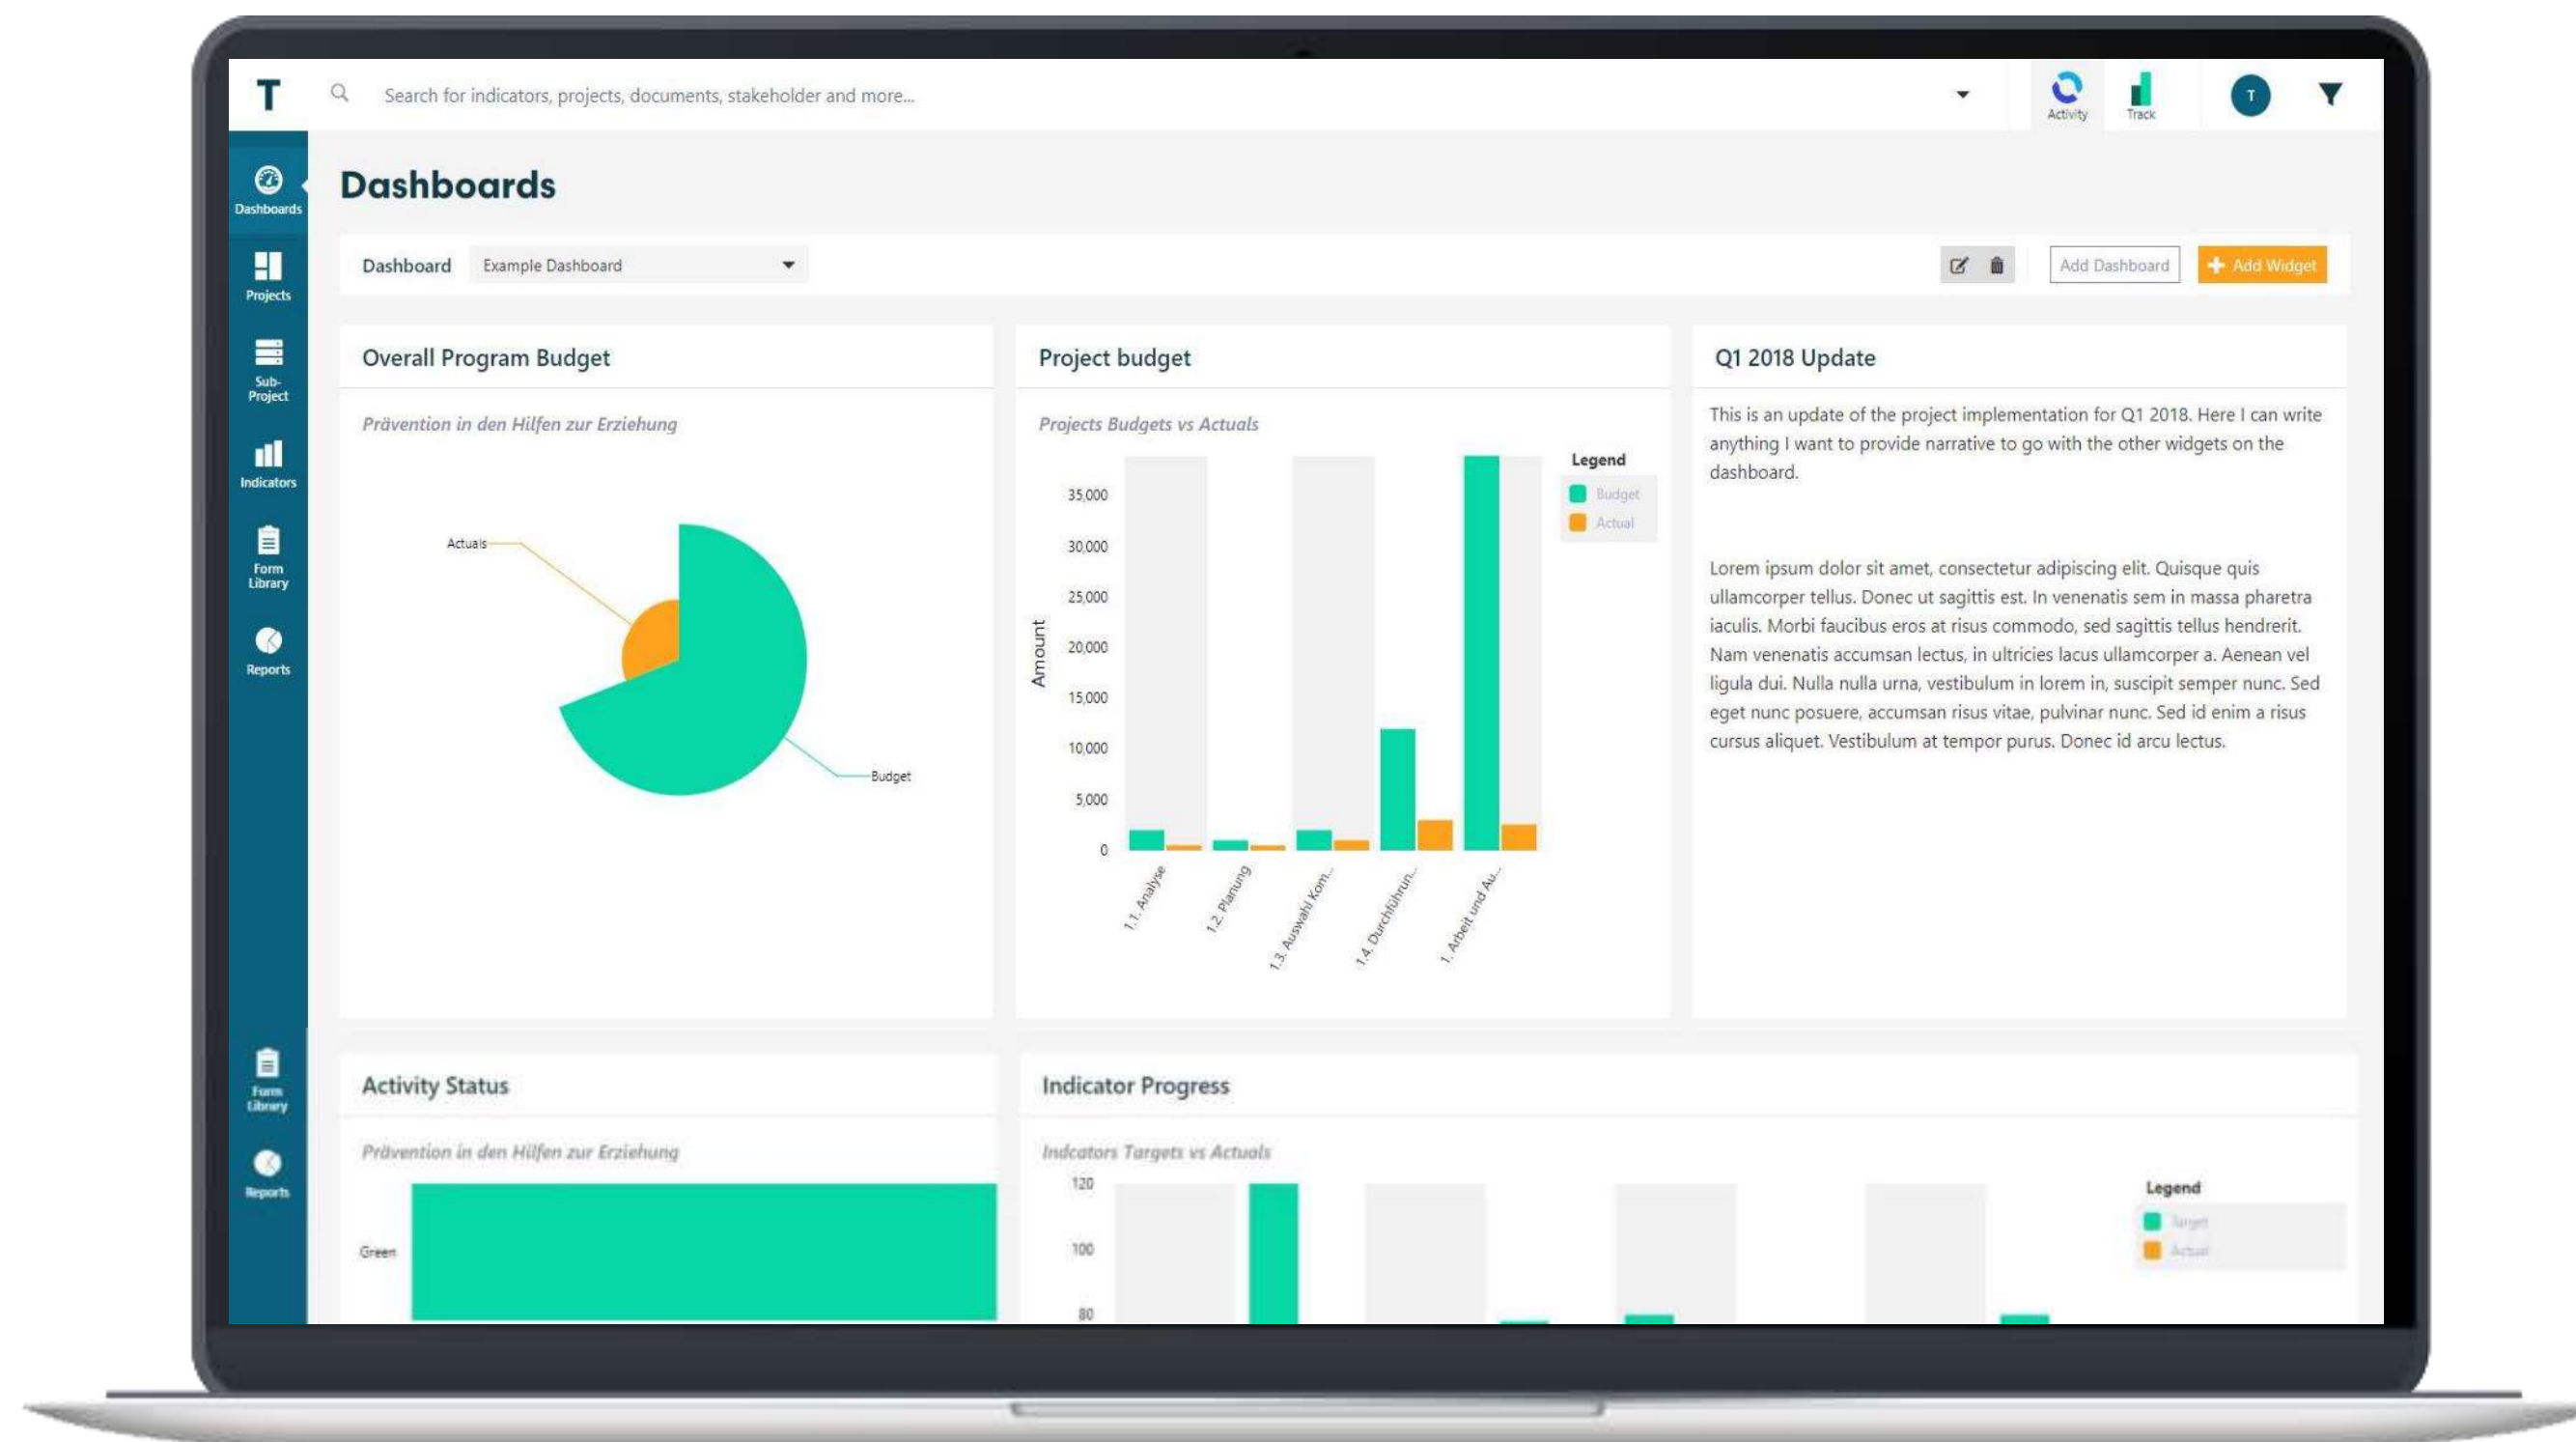 T
Search for indicators, projects, documents, stakeholder and more...
Activity
Track
T
Dashboards
Projects
Sub-
Project
Indicators
Form
Library
Reports
Form
Library
Reports
Dashboards
Dashboard
Example Dashboard
Add Dashboard
Add Widget
Overall Program Budget
Prävention in den Hilfen zur Erziehung
Actuals
Budget
Project budget
Projects Budgets vs Actuals
Legend
Budget
Actual
Amount
35,000
30,000
25,000
20,000
15,000
10,000
5,000
0
1.1. Analyse
1.2. Planung
1.3. Auswahl Kom...
1.4. Durchführun...
1. Arbeit und Au...
Q1 2018 Update
This is an update of the project implementation for Q1 2018. Here I can write
anything I want to provide narrative to go with the other widgets on the
dashboard.
Lorem ipsum dolor sit amet, consectetur adipiscing elit. Quisque quis
ullamcorper tellus. Donec ut sagittis est. In venenatis sem in massa pharetra
iaculis. Morbi faucibus eros at risus commodo, sed sagittis tellus hendrerit.
Nam venenatis accumsan lectus, in ultricies lacus ullamcorper a. Aenean vel
ligula dui. Nulla nulla urna, vestibulum in lorem in, suscipit semper nunc. Sed
eget nunc posuere, accumsan risus vitae, pulvinar nunc. Sed id enim a risus
cursus aliquet. Vestibulum at tempor purus. Donec id arcu lectus.
Activity Status
Prävention in den Hilfen zur Erziehung
Green
Indicator Progress
Indcators Targets vs Actuals
120
100
80
Legend
Target
Actual